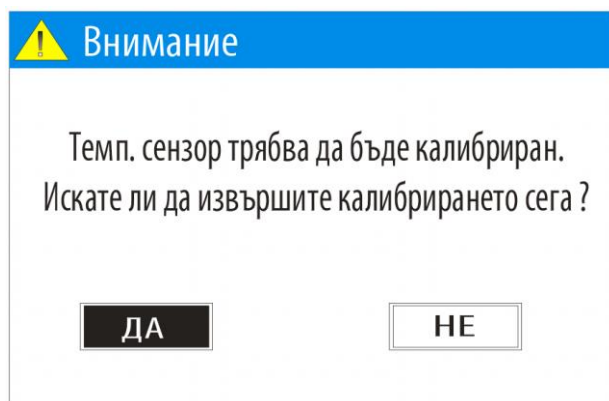 Внимание
Темп. сензор трябва да бъде калибриран.
Искате ли да извършите калибрирането сега ?
ДА
НЕ